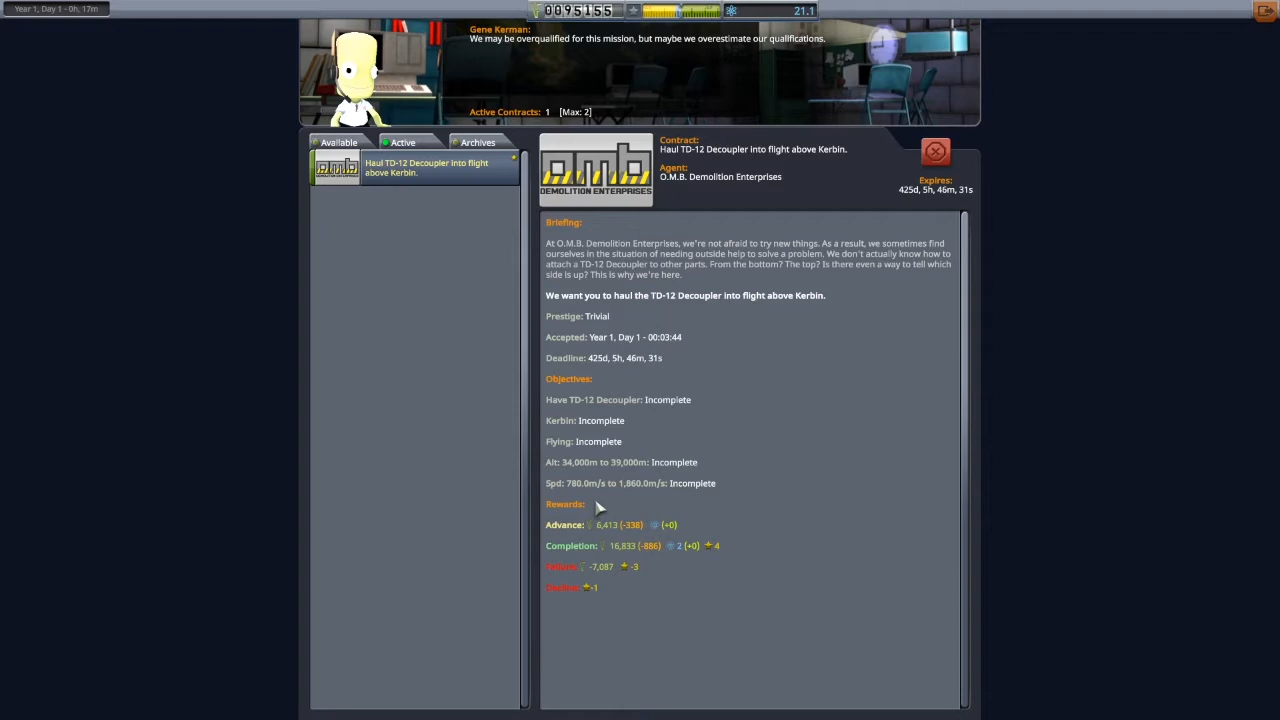 Year 1, Day 1 - 0h, 17m
0095155
21.1
Gene Kerman:
We may be overqualified for this mission, but maybe we overestimate our qualifications.
Active Contracts: 1 [Max: 2]
Available
Active
Archives
omb
DEMOLITION ENTERPRISES
Haul TD-12 Decoupler into flight
above Kerbin.
omb
DEMOLITION ENTERPRISES
Contract:
Haul TD-12 Decoupler into flight above Kerbin.
Agent:
O.M.B. Demolition Enterprises
Expires:
425d, 5h, 46m, 31s
Briefing:
At O.M.B. Demolition Enterprises, we're not afraid to try new things. As a result, we sometimes find
ourselves in the situation of needing outside help to solve a problem. We don't actually know how to
attach a TD-12 Decoupler to other parts. From the bottom? The top? Is there even a way to tell which
side is up? This is why we're here.
We want you to haul the TD-12 Decoupler into flight above Kerbin.
Prestige: Trivial
Accepted: Year 1, Day 1 - 00:03:44
Deadline: 425d, 5h, 46m, 31s
Objectives:
Have TD-12 Decoupler: Incomplete
Kerbin: Incomplete
Flying: Incomplete
Alt: 34,000m to 39,000m: Incomplete
Spd: 780.0m/s to 1,860.0m/s: Incomplete
Rewards:
Advance: 6,413 (-338) (+0)
Completion: 16,833 (-886) 2 (+0) 4
Failure: -7,087 -3
Decline: -1